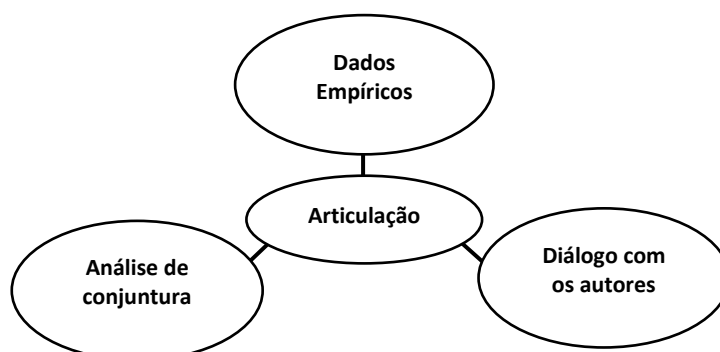 Dados
Empíricos
Articulação
Análise de
conjuntura
Diálogo com
os autores